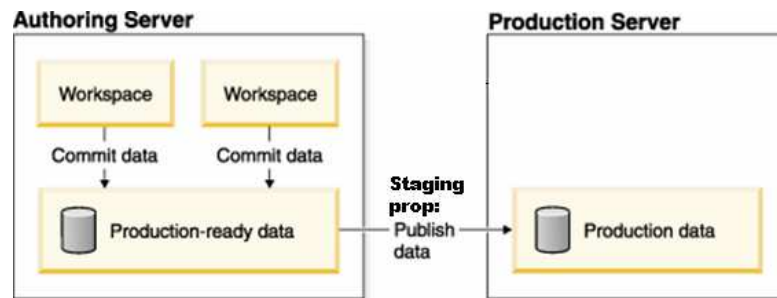 Authoring Server
Production Server
Workspace
Workspace
Commit data
Commit data
Staging
prop:
Publish
data
Production-ready data
Production data